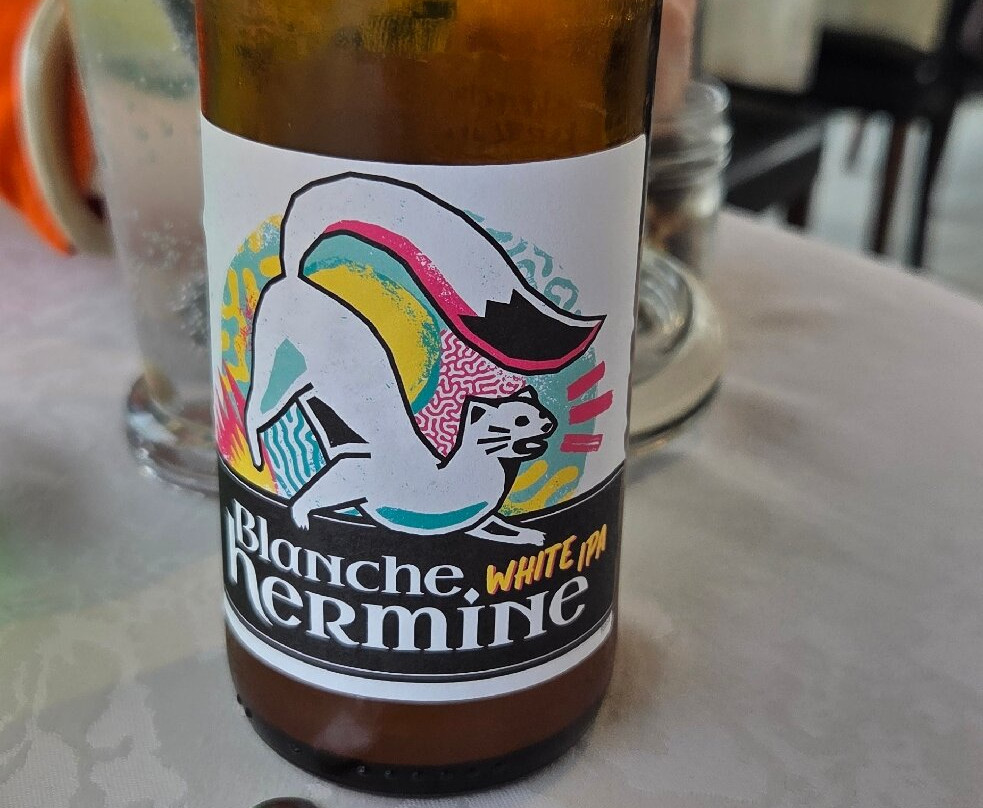 Blanche
WHITE IPA
hermine